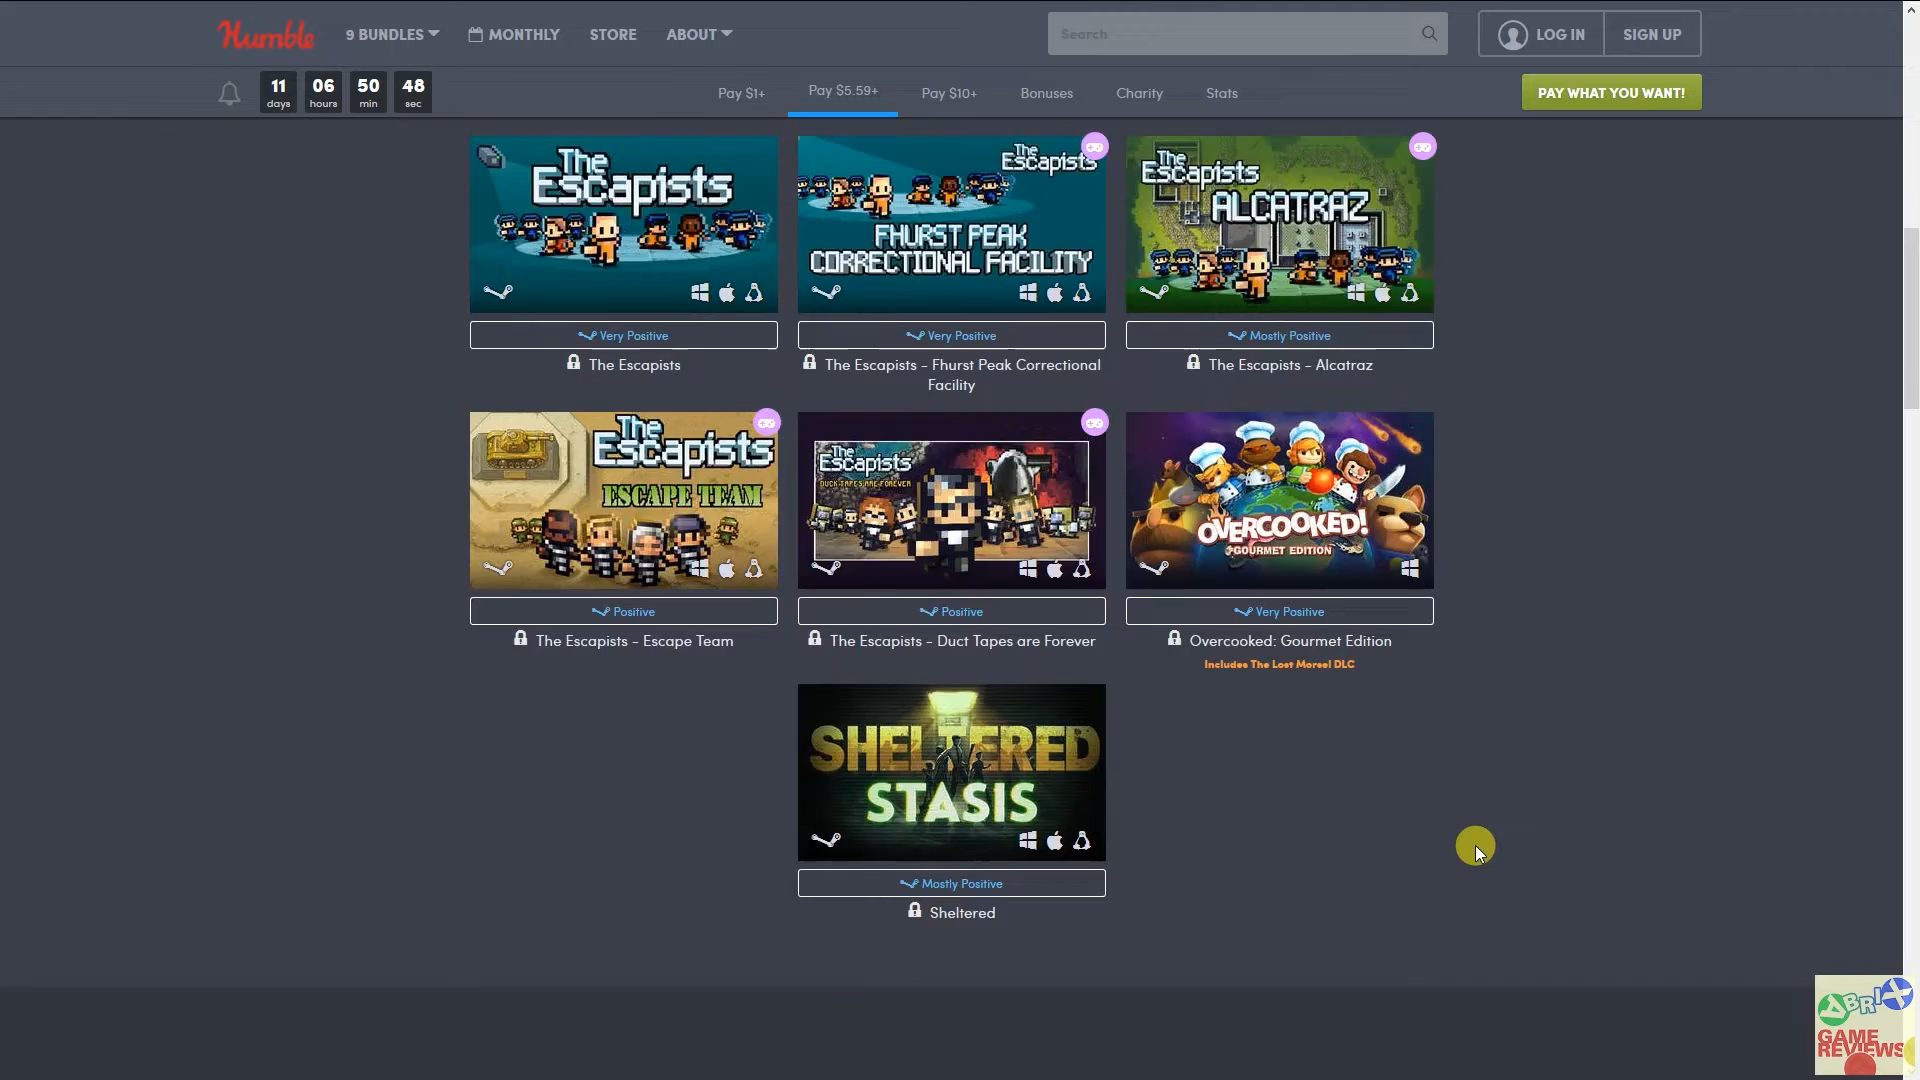 Humble
9 BUNDLES
MONTHLY
STORE
ABOUT
Search
LOG IN
SIGN UP
11 days
06 hours
50 min
48 sec
Pay $1+
Pay $5.59+
Pay $10+
Bonuses
Charity
Stats
PAY WHAT YOU WANT!
The Escapists
The Escapists
FHURST PEAK
CORRECTIONAL FACILITY
The Escapists
ALCATRAZ
Very Positive
Very Positive
Mostly Positive
The Escapists
The Escapists - Fhurst Peak Correctional
Facility
The Escapists - Alcatraz
The Escapists
ESCAPE TEAM
The Escapists
DUCT TAPES ARE FOREVER
OVERCOOKED!
GOURMET EDITION
Positive
Positive
Very Positive
The Escapists - Escape Team
The Escapists - Duct Tapes are Forever
Overcooked: Gourmet Edition
Includes The Lost Morsel DLC
SHELTERED
STASIS
Mostly Positive
Sheltered
ABRIX
GAME
REVIEWS